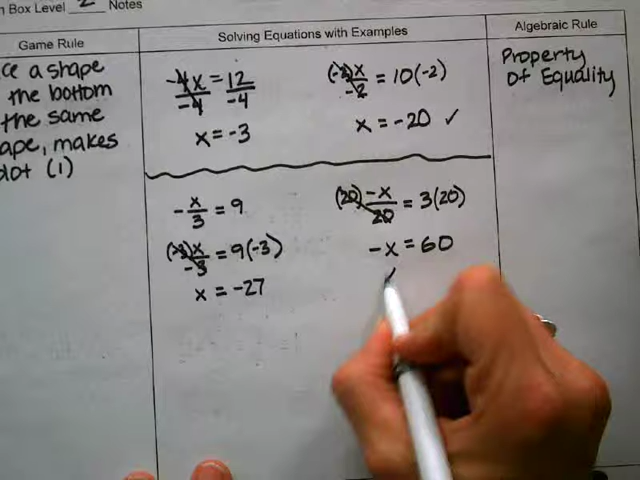 Box Level 2 Notes
Game Rule
Solving Equations with Examples
Algebraic Rule
a shape
the bottom
the same
makes
(1)
-4x = 12
-4 -4
x = -3
(-2) x = 10(-2)
-2
x = -20 ✓
-x/3 = 9
(-3) x = 9(-3)
-3
x = -27
(20) -x = 3(20)
20
-x = 60
Property
of Equality